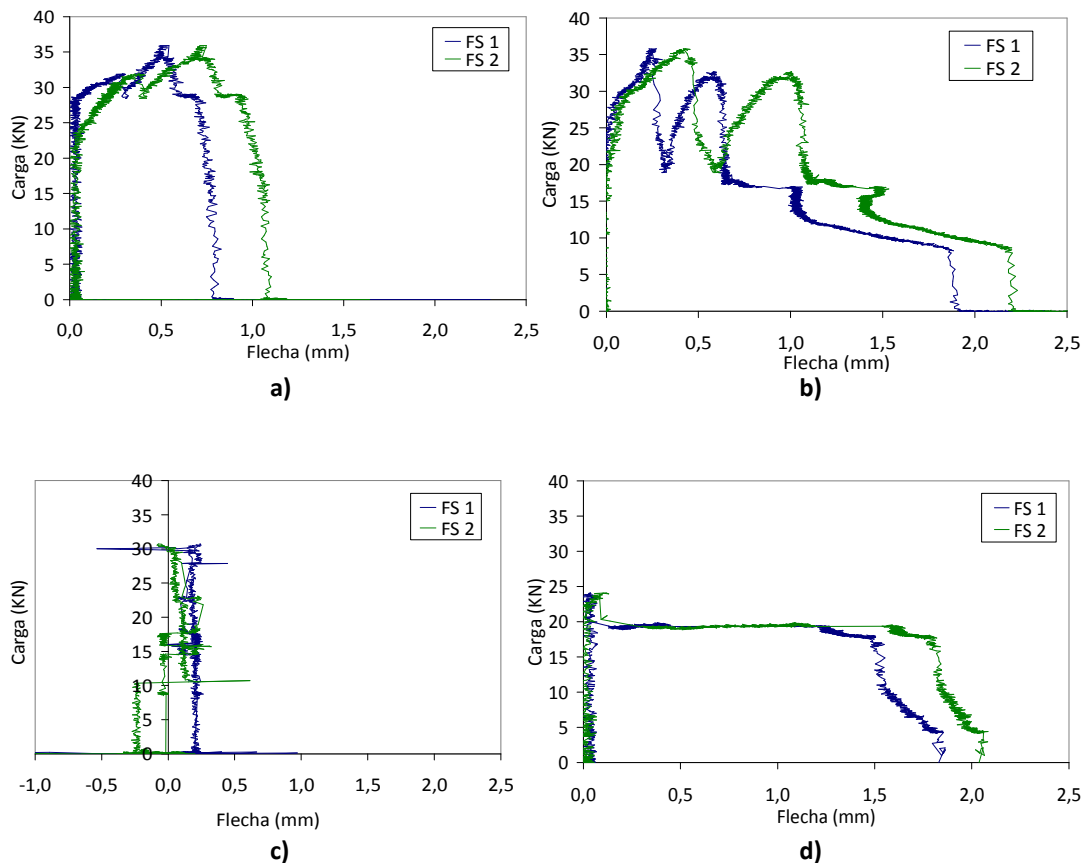 40
35
30
25
20
15
10
5
0
Carga (KN)
FS 1
FS 2
0,0 0,5 1,0 1,5 2,0 2,5
Flecha (mm)
a)
40
35
30
25
20
15
10
5
0
Carga (KN)
FS 1
FS 2
0,0 0,5 1,0 1,5 2,0 2,5
Flecha (mm)
b)
40
35
30
25
20
15
10
5
0
Carga (KN)
FS 1
FS 2
-1,0 -0,5 0,0 0,5 1,0 1,5 2,0 2,5
Flecha (mm)
c)
40
35
30
25
20
15
10
5
0
Carga (KN)
FS 1
FS 2
0,0 0,5 1,0 1,5 2,0 2,5
Flecha (mm)
d)